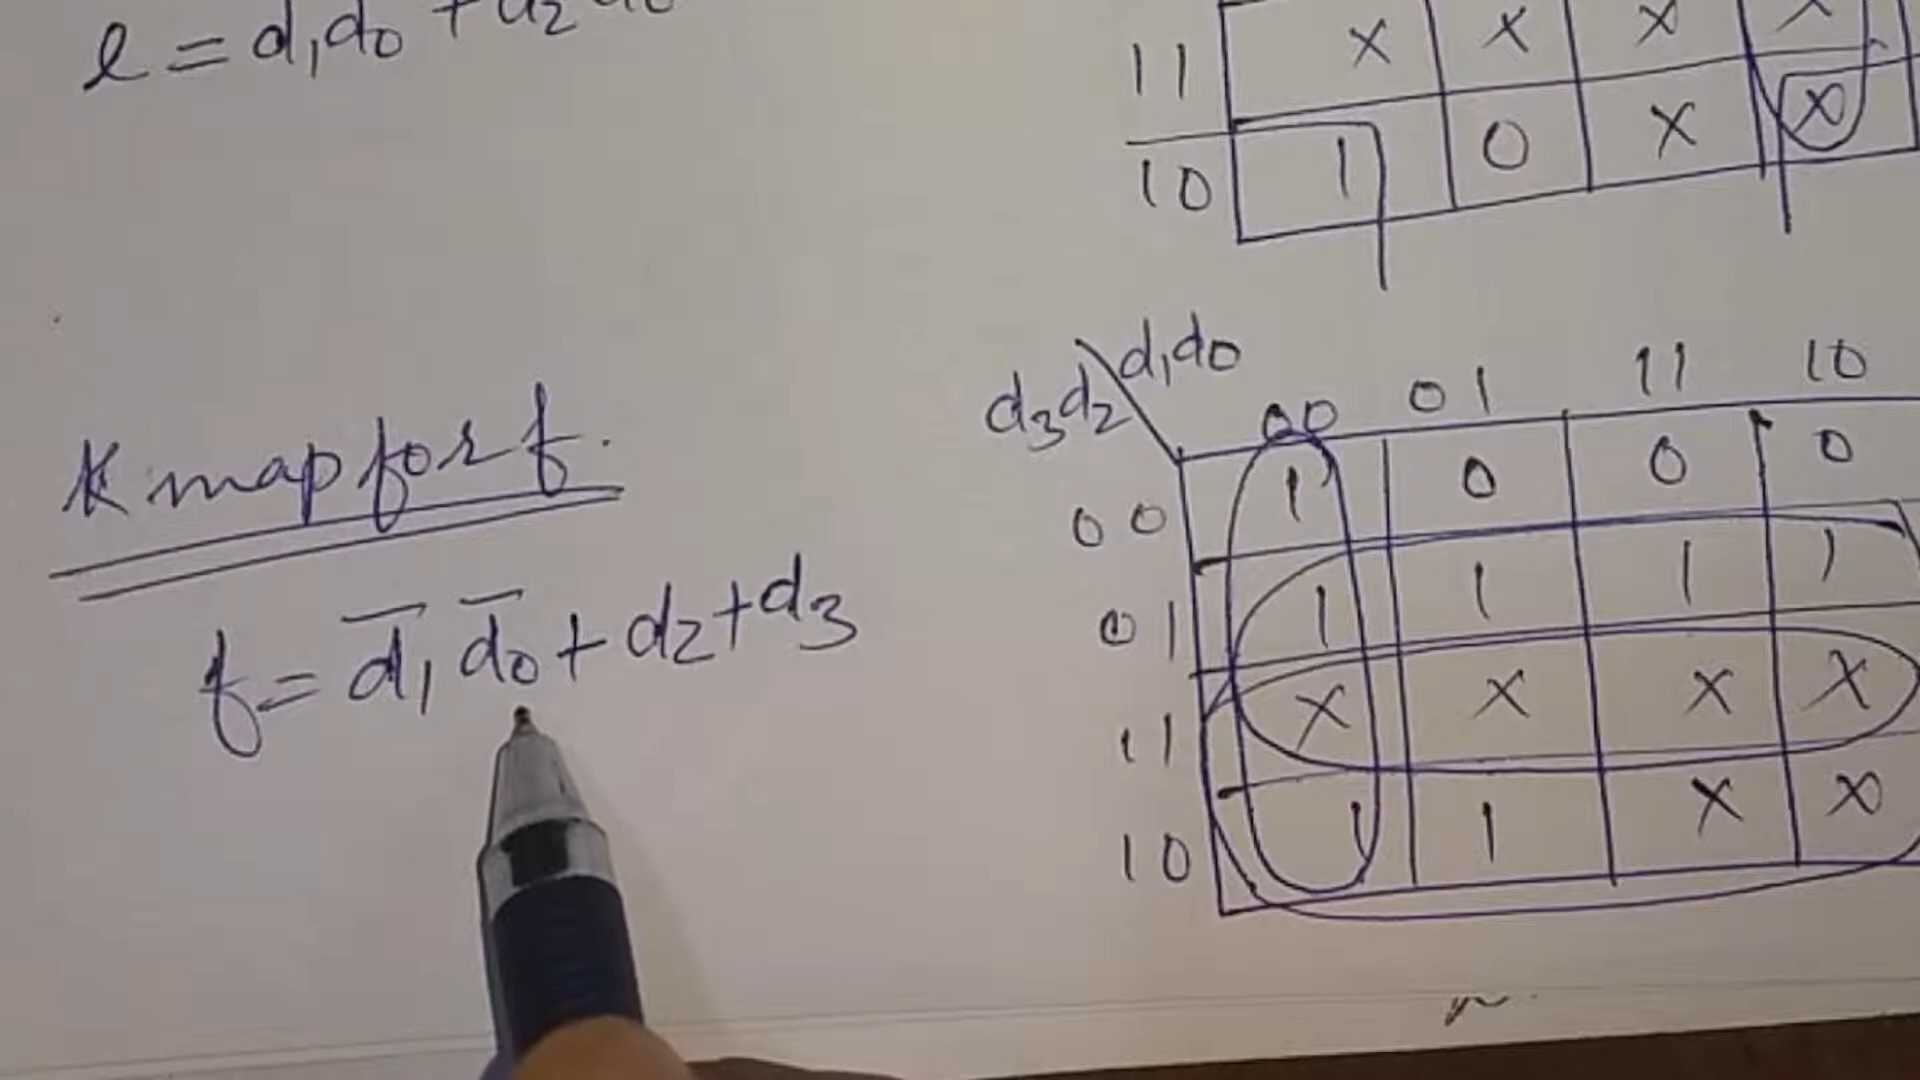 e = d₁d₀ +
11 x x x x
10 1 0 x x
d₃d₂ \ d₁d₀ 00 01 11 10
00 1 0 0 0
01 1 1 1 1
11 x x x x
10 1 1 x x
K map for f.
f = d̅₁ d̅₀ + d₂ + d₃